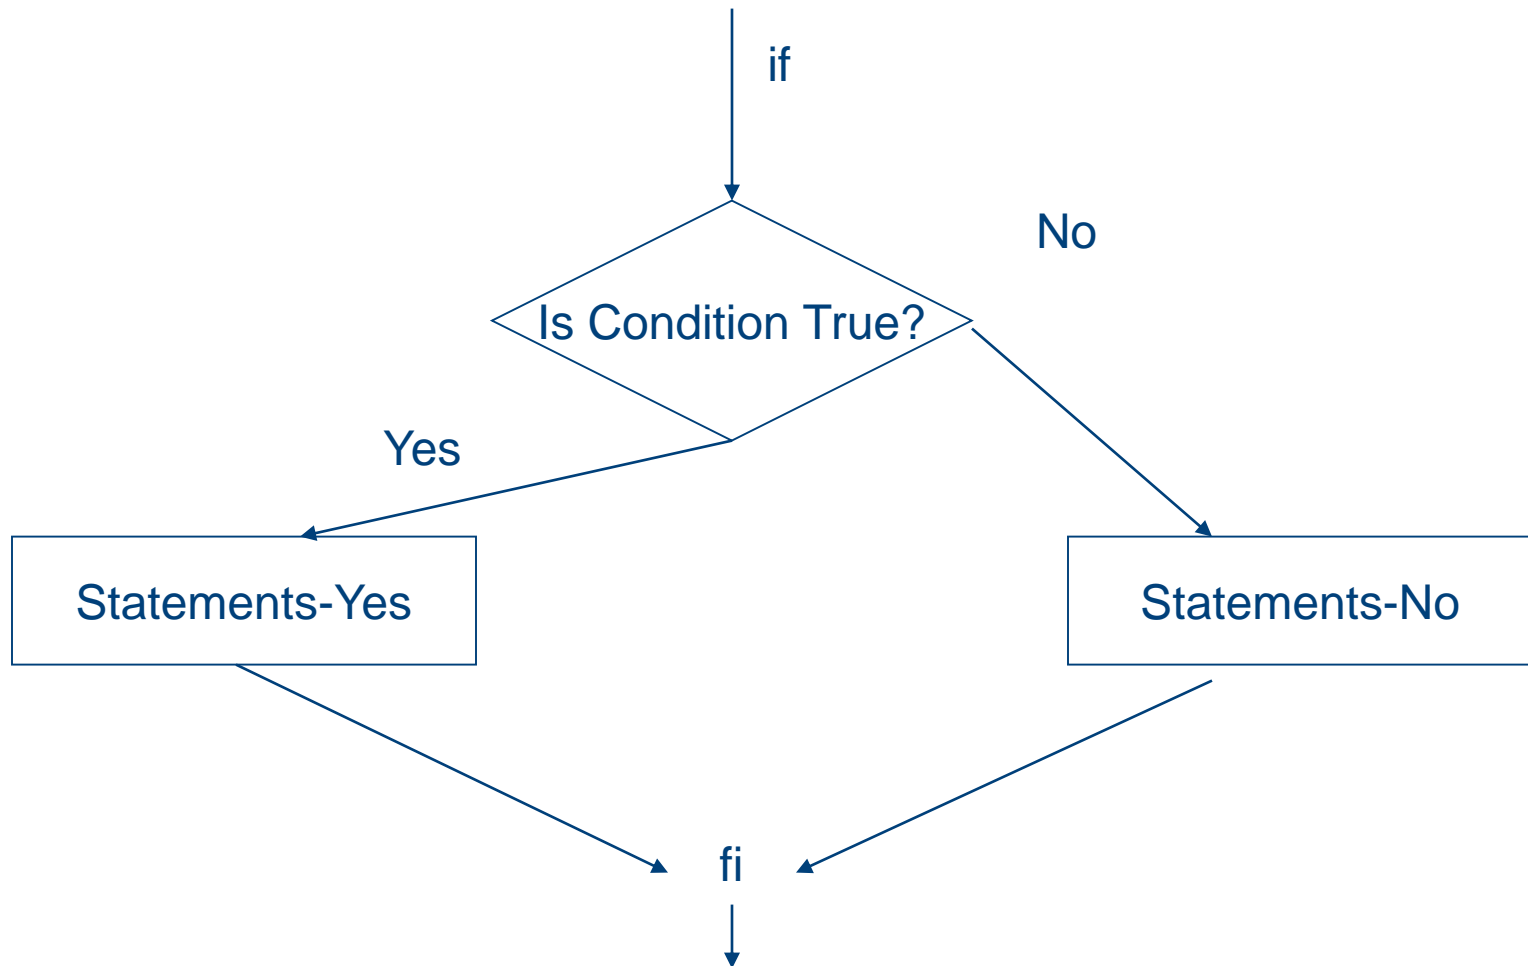 if
No
Is Condition True?
Yes
Statements-Yes
Statements-No
fi